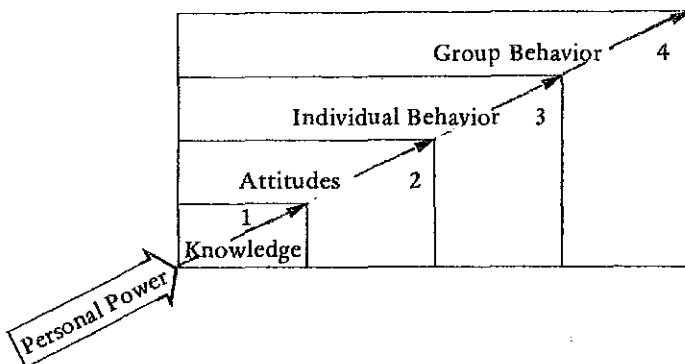 Group Behavior 4
Individual Behavior 3
Attitudes 2
1
Knowledge
Personal Power